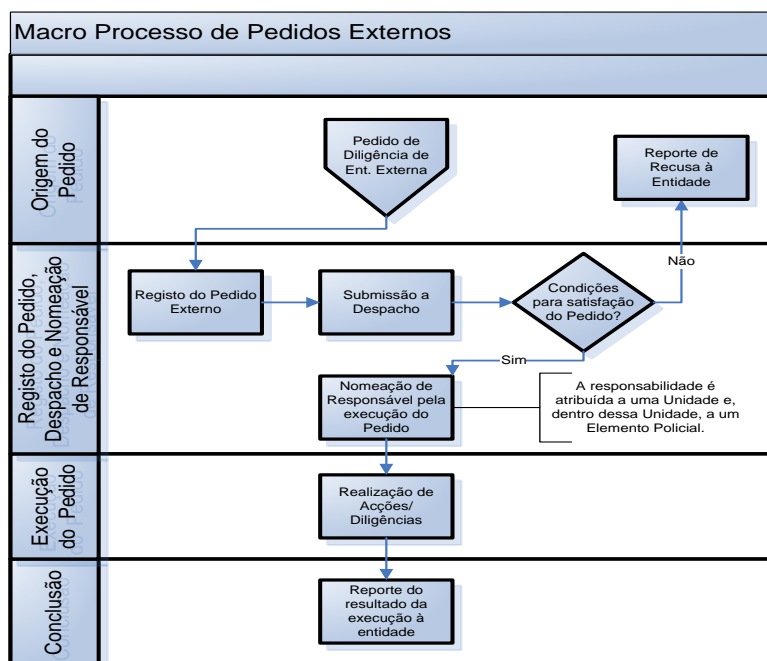 Macro Processo de Pedidos Externos
Origem do
Pedido
Pedido de
Diligência de
Ent. Externa
Reporte de
Recusa à
Entidade
Registo do Pedido,
Despacho e Nomeação
de Responsável
Registo do Pedido
Externo
Submissão a
Despacho
Condições
para satisfação
do Pedido?
Não
Sim
Nomeação de
Responsável pela
execução do
Pedido
A responsabilidade é
atribuída a uma Unidade e,
dentro dessa Unidade, a um
Elemento Policial.
Execução
do Pedido
Realização de
Acções/
Diligências
Conclusão
Reporte do
resultado da
execução à
entidade